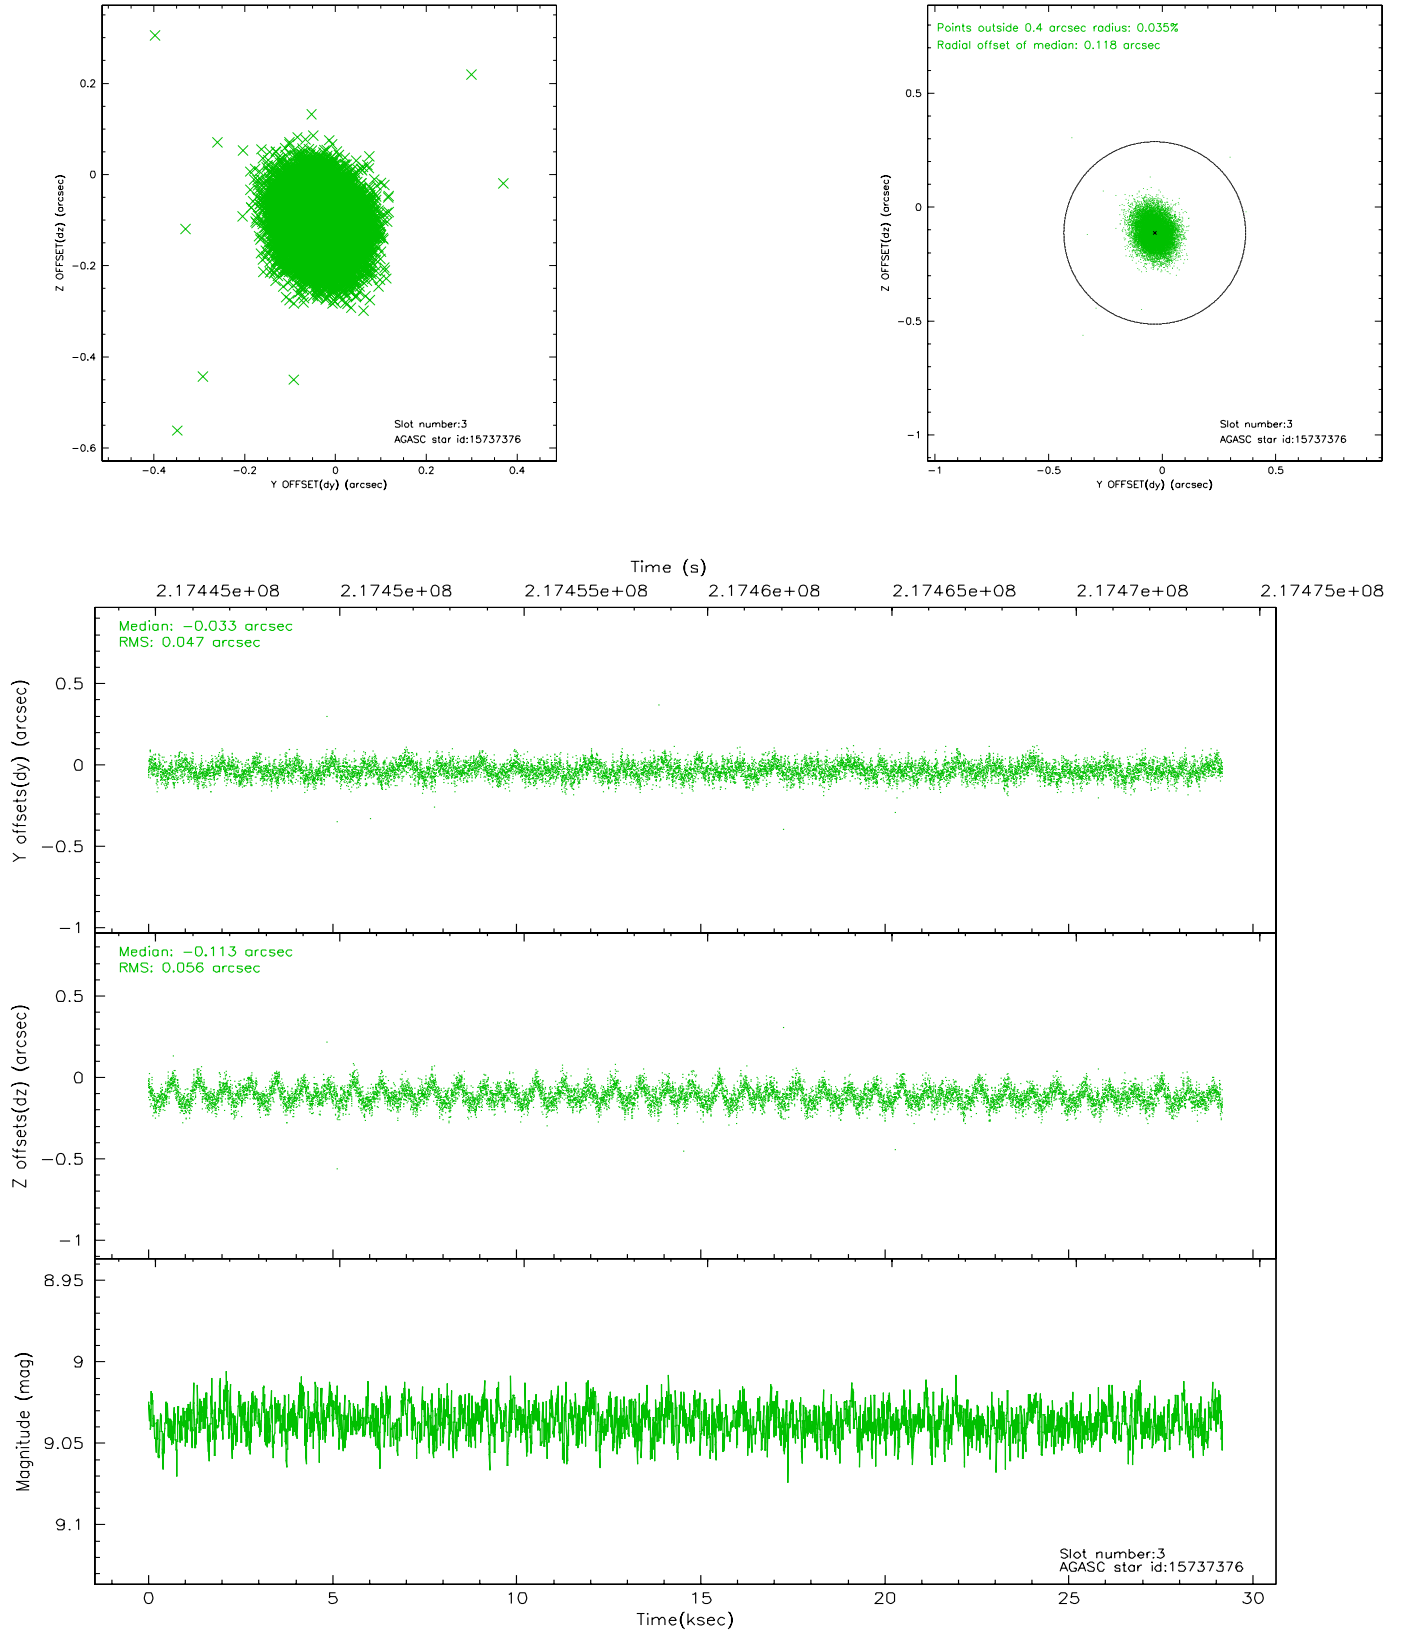 0.2
0
-0.2
-0.4
-0.6
Z OFFSET(dz) (arcsec)
Slot number:3
AGASC star id:15737376
-0.4 -0.2 0 0.2 0.4
Y OFFSET(dy) (arcsec)
Points outside 0.4 arcsec radius: 0.035%
Radial offset of median: 0.118 arcsec
0.5
0
-0.5
-1
Z OFFSET(dz) (arcsec)
Slot number:3
AGASC star id:15737376
-1 -0.5 0 0.5
Y OFFSET(dy) (arcsec)
Time (s)
2.17445e+08 2.1745e+08 2.17455e+08 2.1746e+08 2.17465e+08 2.1747e+08 2.17475e+08
Median: -0.033 arcsec
RMS: 0.047 arcsec
0.5
0
-0.5
-1
Y offsets(dy) (arcsec)
Median: -0.113 arcsec
RMS: 0.056 arcsec
0.5
0
-0.5
-1
Z offsets(dz) (arcsec)
8.95
9
9.05
9.1
Magnitude (mag)
Slot number:3
AGASC star id:15737376
0 5 10 15 20 25 30
Time(ksec)